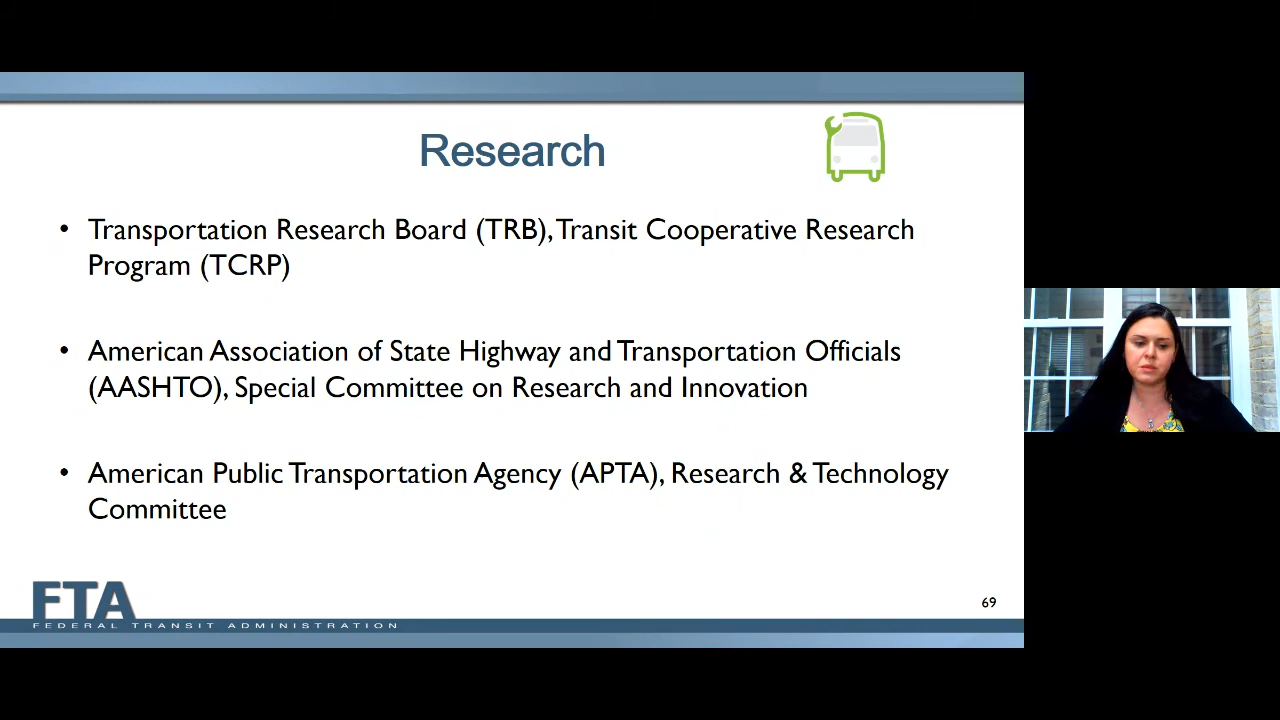 Research
• Transportation Research Board (TRB), Transit Cooperative Research
Program (TCRP)
• American Association of State Highway and Transportation Officials
(AASHTO), Special Committee on Research and Innovation
• American Public Transportation Agency (APTA), Research & Technology
Committee
FTA
FEDERAL TRANSIT ADMINISTRATION
69